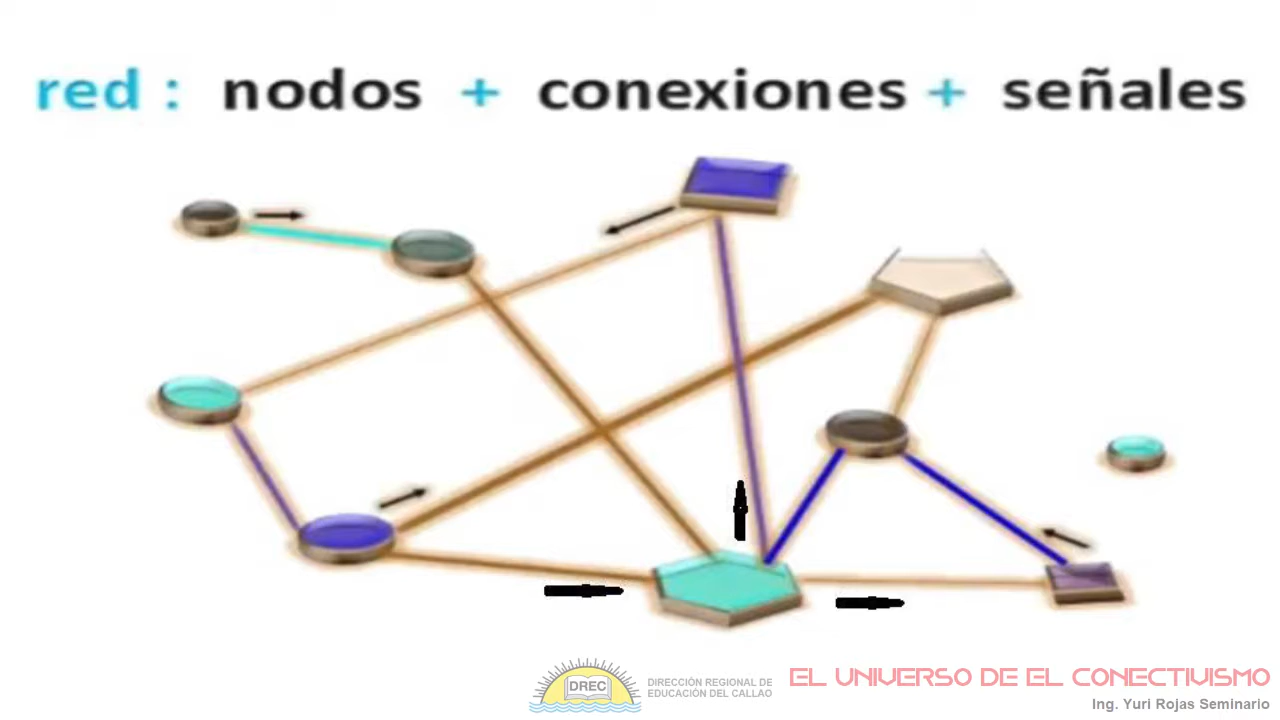 red : nodos + conexiones + señales
DREC
DIRECCIÓN REGIONAL DE
EDUCACIÓN DEL CALLAO
EL UNIVERSO DE EL CONECTIVISMO
Ing. Yuri Rojas Seminario